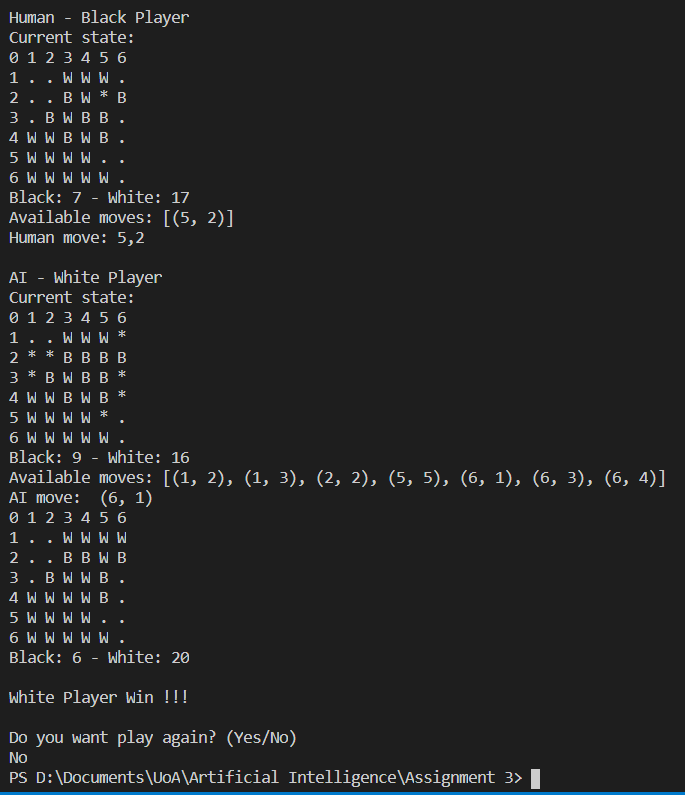 Human - Black Player
Current state:
0 1 2 3 4 5 6
1 . . W W W .
2 . . B W * B
3 . B W B B .
4 W W B W B .
5 W W W W . .
6 W W W W W .
Black: 7 - White: 17
Available moves: [(5, 2)]
Human move: 5,2

AI - White Player
Current state:
0 1 2 3 4 5 6
1 . . W W W *
2 * * B B B B
3 * B W B B *
4 W W B W B *
5 W W W W * .
6 W W W W W .
Black: 9 - White: 16
Available moves: [(1, 2), (1, 3), (2, 2), (5, 5), (6, 1), (6, 3), (6, 4)]
AI move:  (6, 1)
0 1 2 3 4 5 6
1 . . W W W W
2 . . B B W B
3 . B W W B .
4 W W W W B .
5 W W W W . .
6 W W W W W .
Black: 6 - White: 20

White Player Win !!!

Do you want play again? (Yes/No)
No
PS D:\Documents\UoA\Artificial Intelligence\Assignment 3>